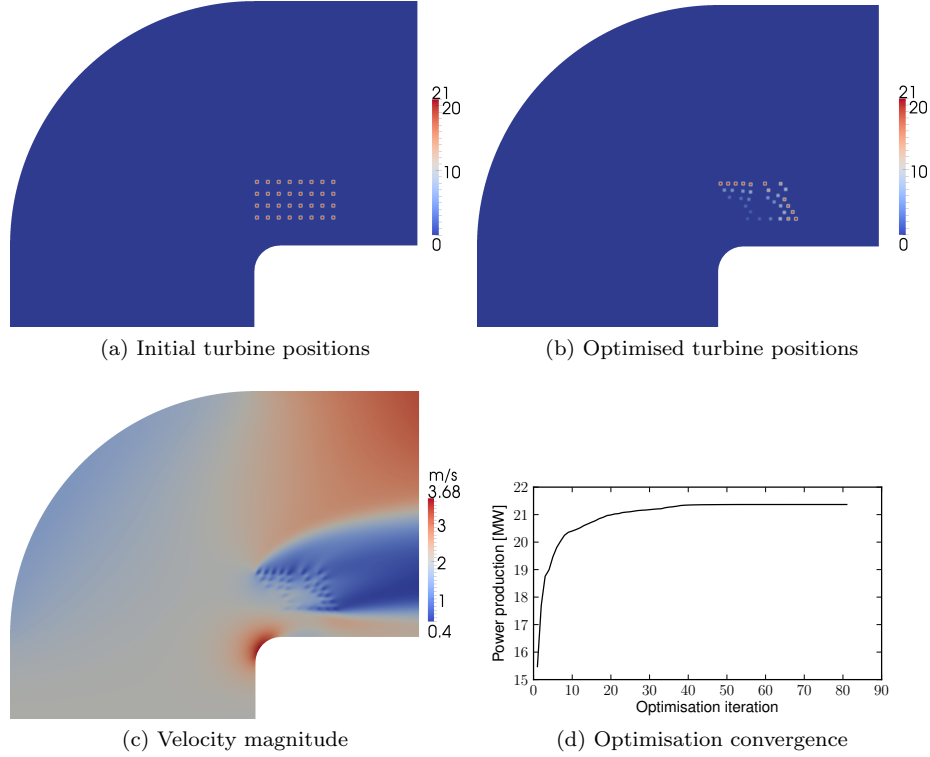 21
20
10
0
(a) Initial turbine positions
21
20
10
0
(b) Optimised turbine positions
m/s
3.68
3
2
1
0.4
(c) Velocity magnitude
Power production [MW]
22
21
20
19
18
17
16
15
0 10 20 30 40 50 60 70 80 90
Optimisation iteration
(d) Optimisation convergence